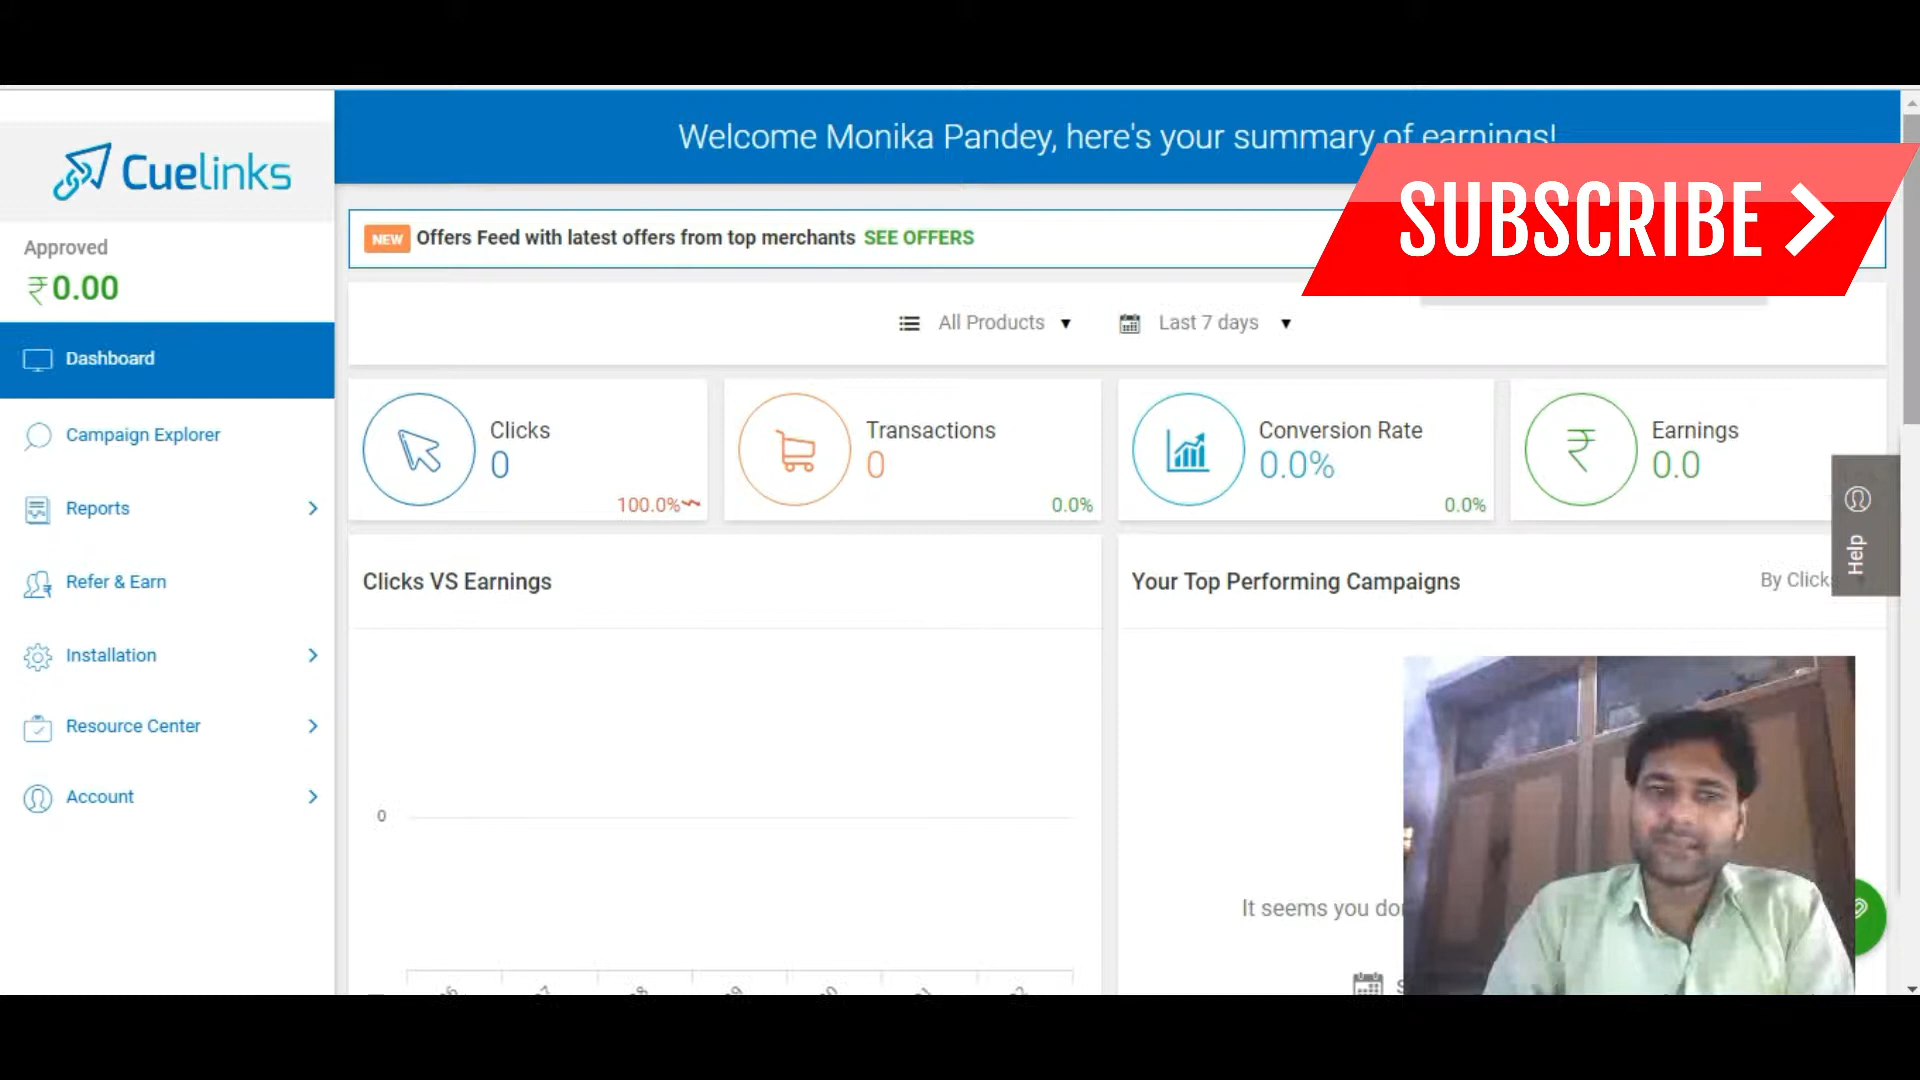 Welcome Monika Pandey, here's your summary of earnings!
SUBSCRIBE
Cuelinks
Approved
₹0.00
NEW Offers Feed with latest offers from top merchants SEE OFFERS
All Products Last 7 days
Dashboard
Campaign Explorer
Reports
Refer & Earn
Installation
Resource Center
Account
Clicks
0
100.0%
Transactions
0
0.0%
Conversion Rate
0.0%
0.0%
Earnings
0.0
Help
Clicks VS Earnings
0
Your Top Performing Campaigns
By Clicks
It seems you